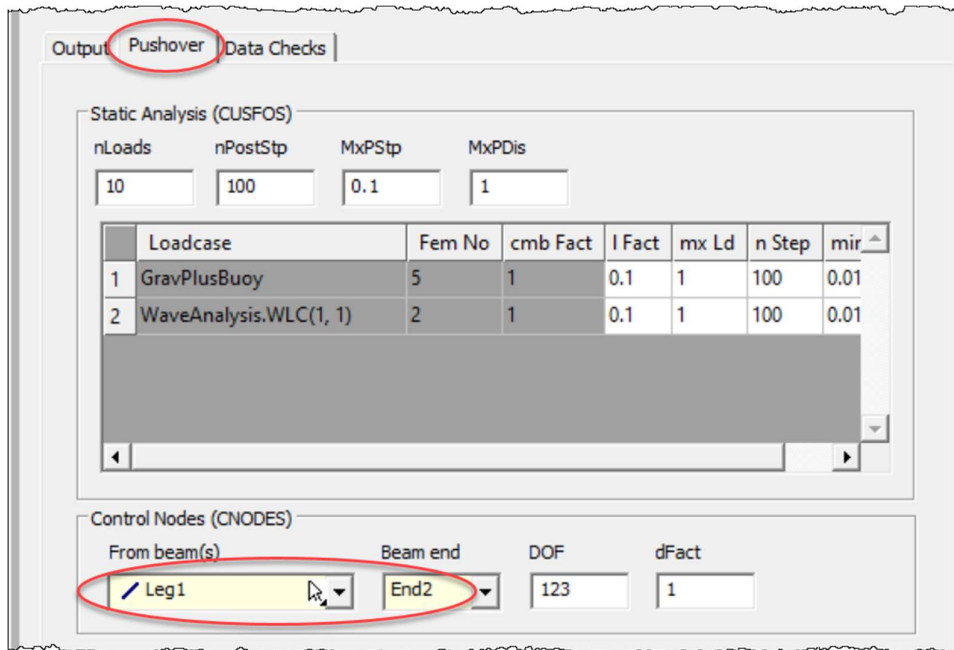 Output Pushover Data Checks
Static Analysis (CUSFOS)
nLoads nPostStp MxPStp MxPDis
10 100 0.1 1
Loadcase Fem No cmb Fact l Fact mx Ld n Step
1 GravPlusBuoy 5 1 0.1 1 100 0.01
2 WaveAnalysis.WLC(1, 1) 2 1 0.1 1 100 0.01
Control Nodes (CNODES)
From beam(s) Beam end DOF dFact
Leg1 End2 123 1